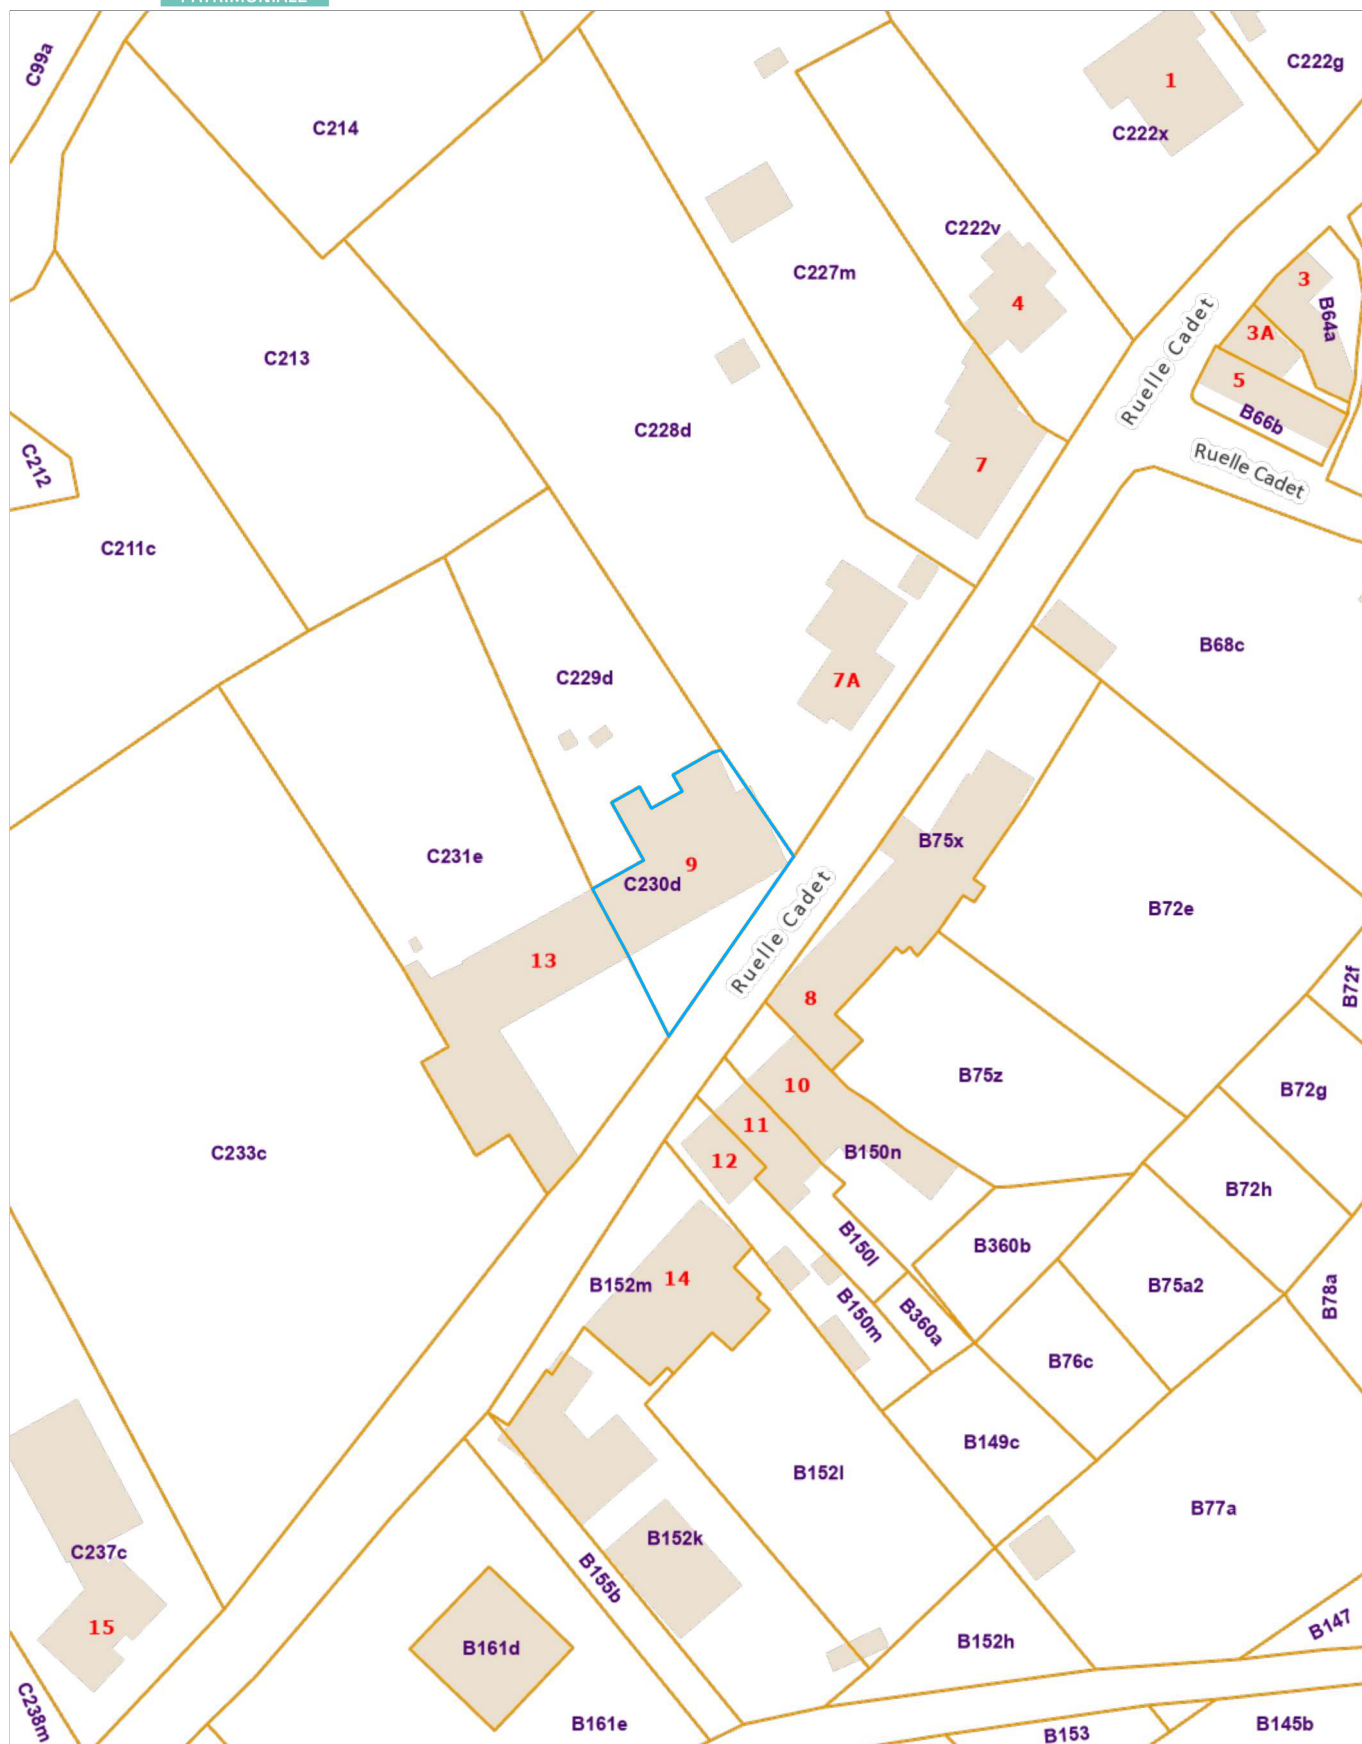 PATRIMONIALE
C99a
C222g
1
C214
C222x
C222v
C227m
3
4
B64a
Ruelle Cadet
3A
C213
5
B66b
C228d
Ruelle Cadet
C212
7
C211c
B68c
C229d
7A
B75x
C231e
9
C230d
B72e
Ruelle Cadet
13
B72f
8
B75z
10
B72g
11
C233c
B150n
12
B72h
B150l
B360b
14
B152m
B75a2
B78a
B150m
B360a
B76c
B149c
B152l
B77a
B152k
C237c
B155b
15
B147
B161d
B152h
C238m
B161e
B153
B145b